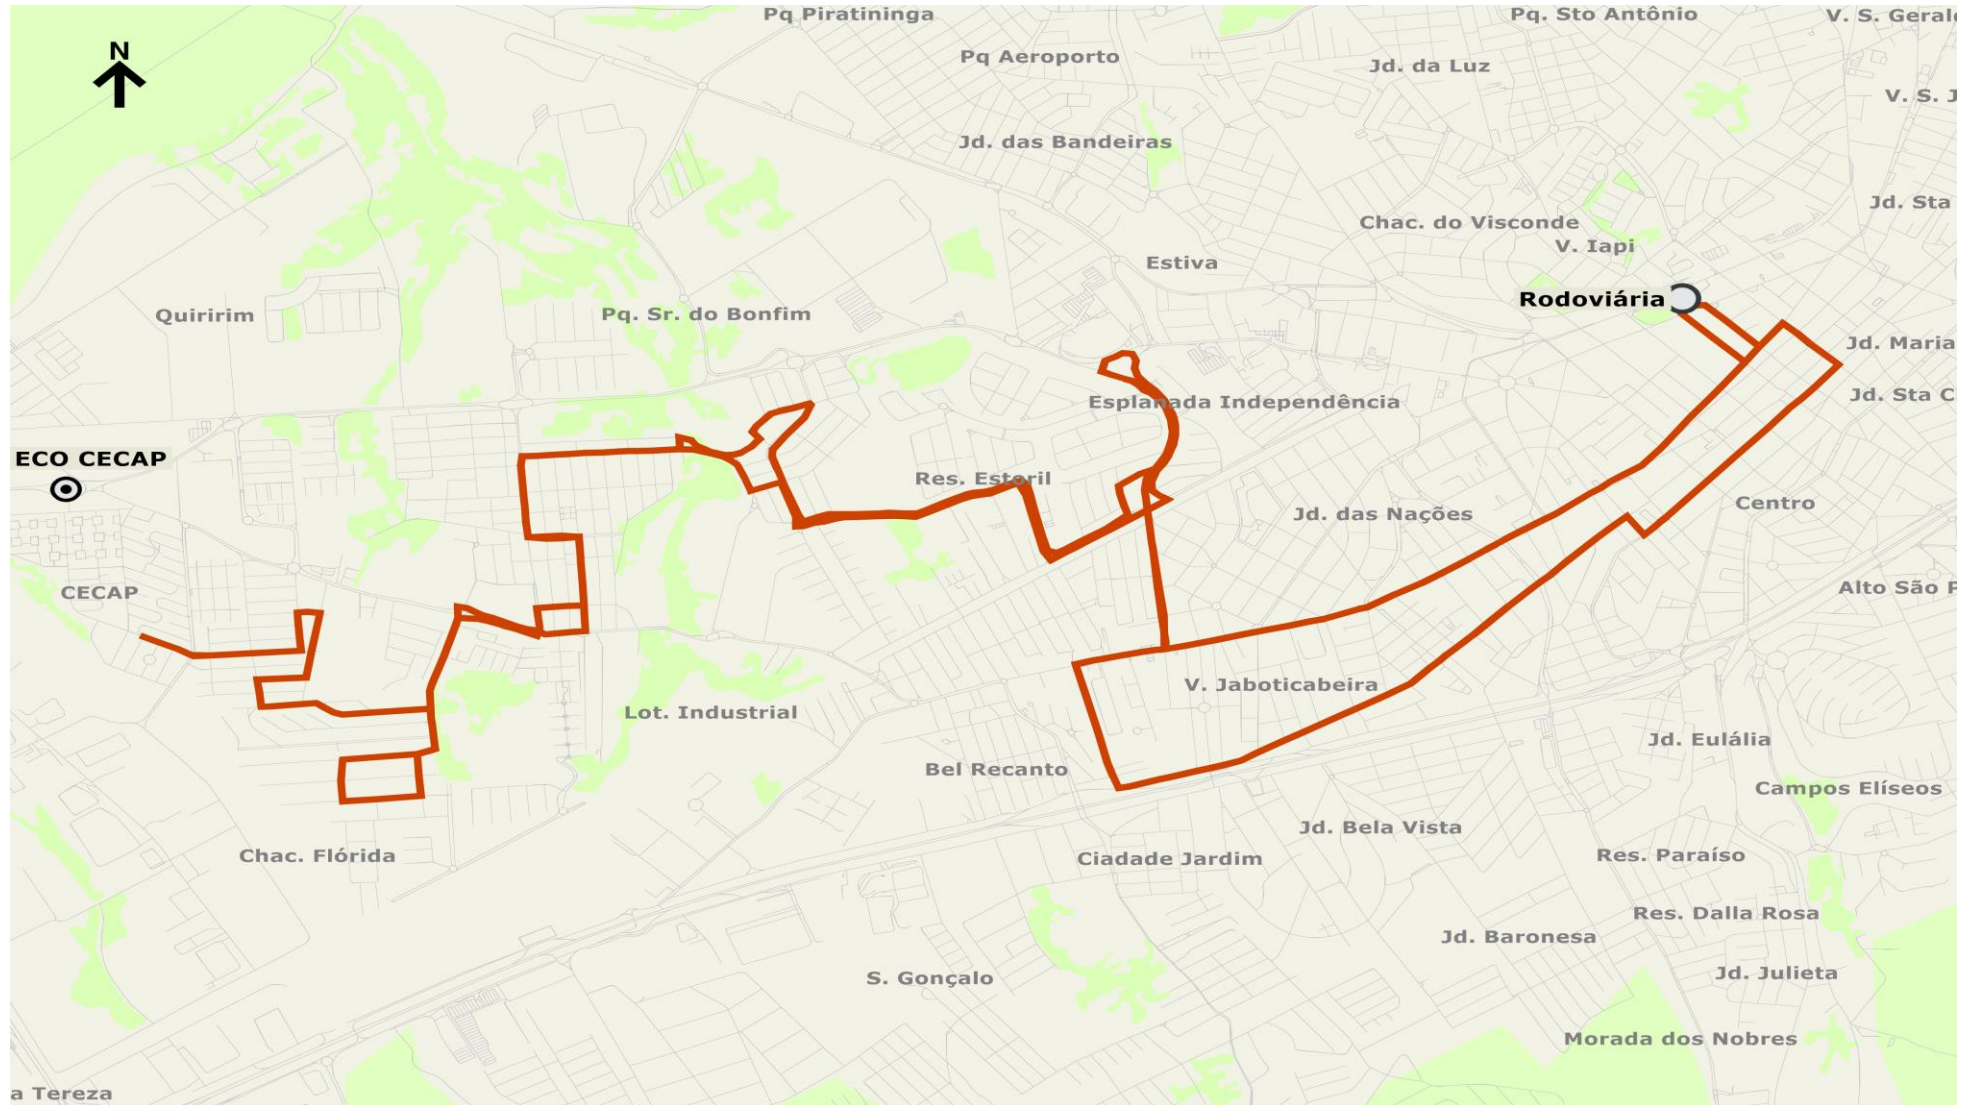 Pq Piratininga
Pq. Sto Antônio
V. S. Geral
N
Pq Aeroporto
Jd. da Luz
V. S. J
Jd. das Bandeiras
Jd. Sta
Chac. do Visconde
V. Iapi
Estiva
Rodoviária
Quiririm
Pq. Sr. do Bonfim
Jd. Maria
Jd. Sta C
Esplanada Independência
ECO CECAP
Res. Estoril
Centro
Jd. das Nações
CECAP
Alto São P
V. Jaboticabeira
Lot. Industrial
Jd. Eulália
Bel Recanto
Campos Elíseos
Jd. Bela Vista
Chac. Flórida
Ciadade Jardim
Res. Paraíso
Res. Dalla Rosa
Jd. Baronesa
S. Gonçalo
Jd. Julieta
Morada dos Nobres
a Tereza